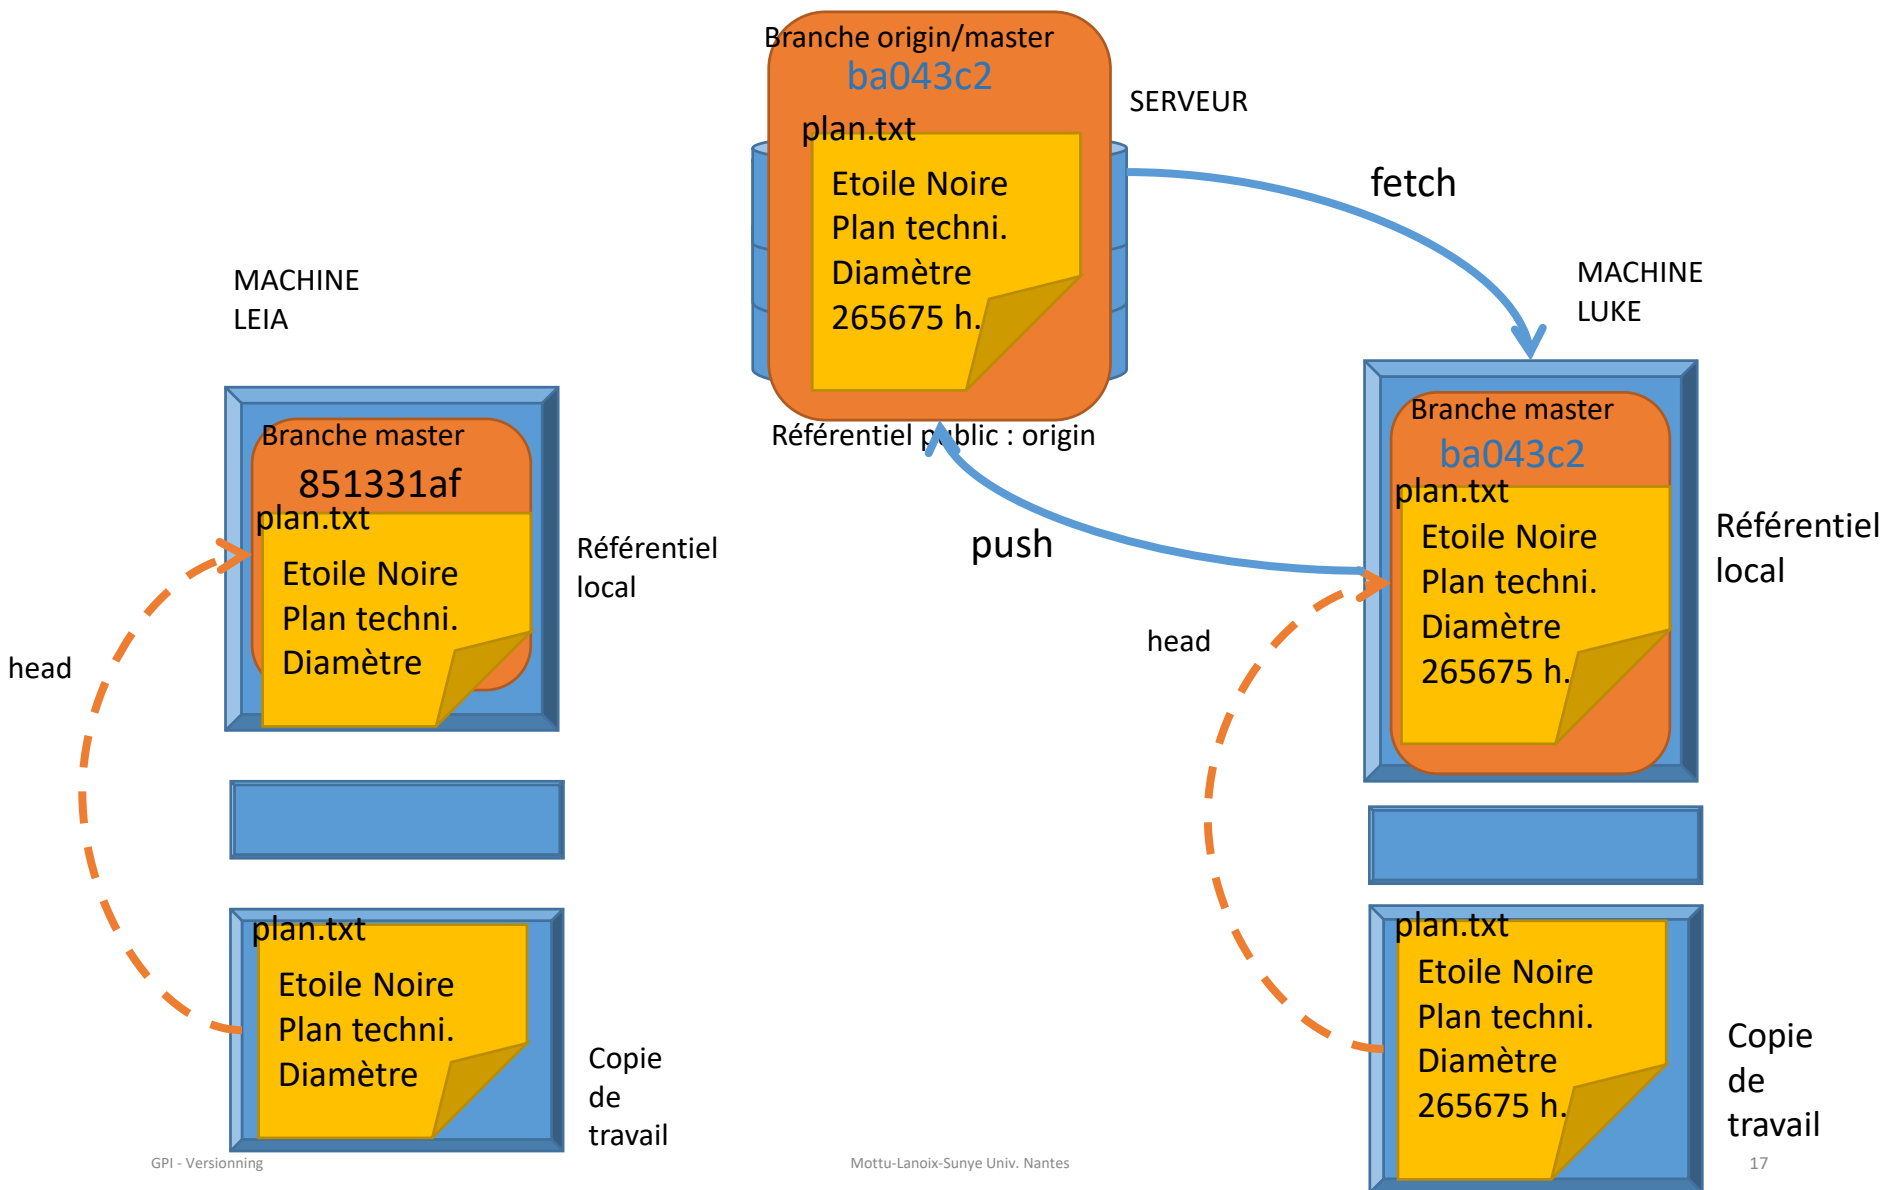 Branche origin/master
ba043c2
plan.txt
Etoile Noire
Plan techni.
Diamètre
265675 h.
SERVEUR
fetch
Référentiel public : origin
push
MACHINE
LEIA
Branche master
851331af
plan.txt
Etoile Noire
Plan techni.
Diamètre
Référentiel
local
head
plan.txt
Etoile Noire
Plan techni.
Diamètre
Copie
de
travail
MACHINE
LUKE
Branche master
ba043c2
plan.txt
Etoile Noire
Plan techni.
Diamètre
265675 h.
Référentiel
local
head
plan.txt
Etoile Noire
Plan techni.
Diamètre
265675 h.
Copie
de
travail
GPI - Versionning
Mottu-Lanoix-Sunye Univ. Nantes
17